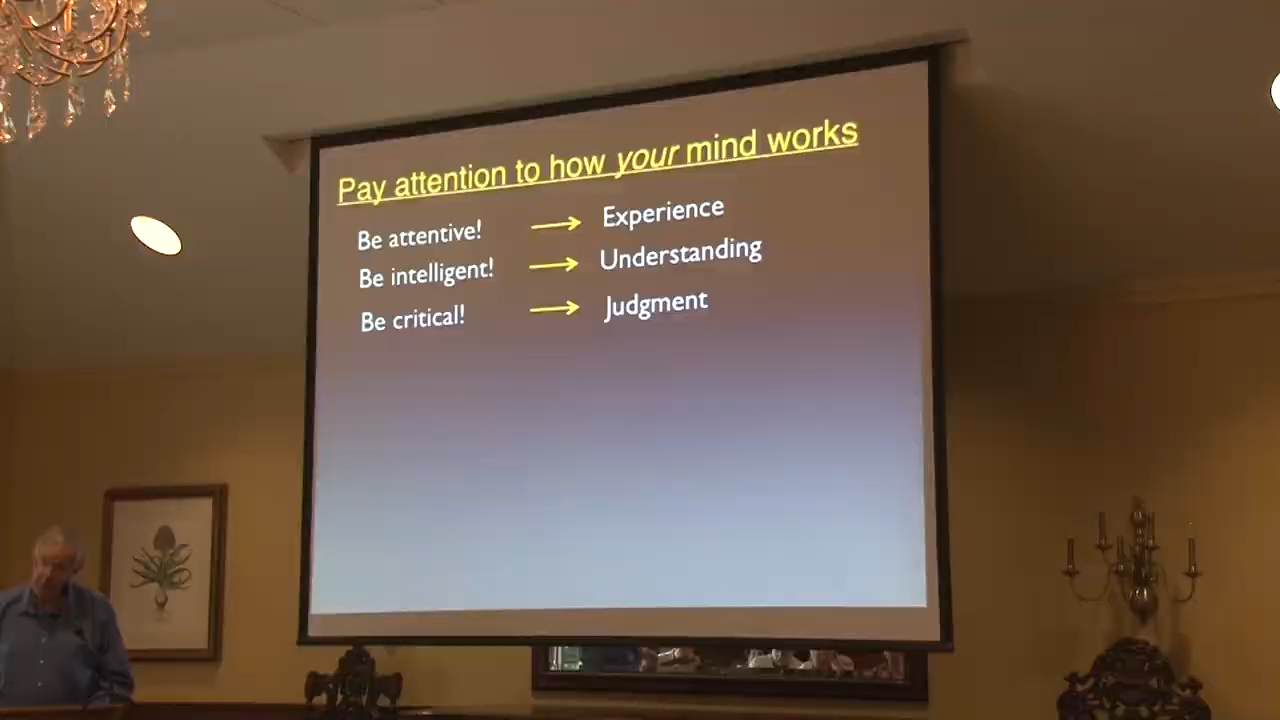 Pay attention to how your mind works
Be attentive! → Experience
Be intelligent! → Understanding
Be critical! → Judgment